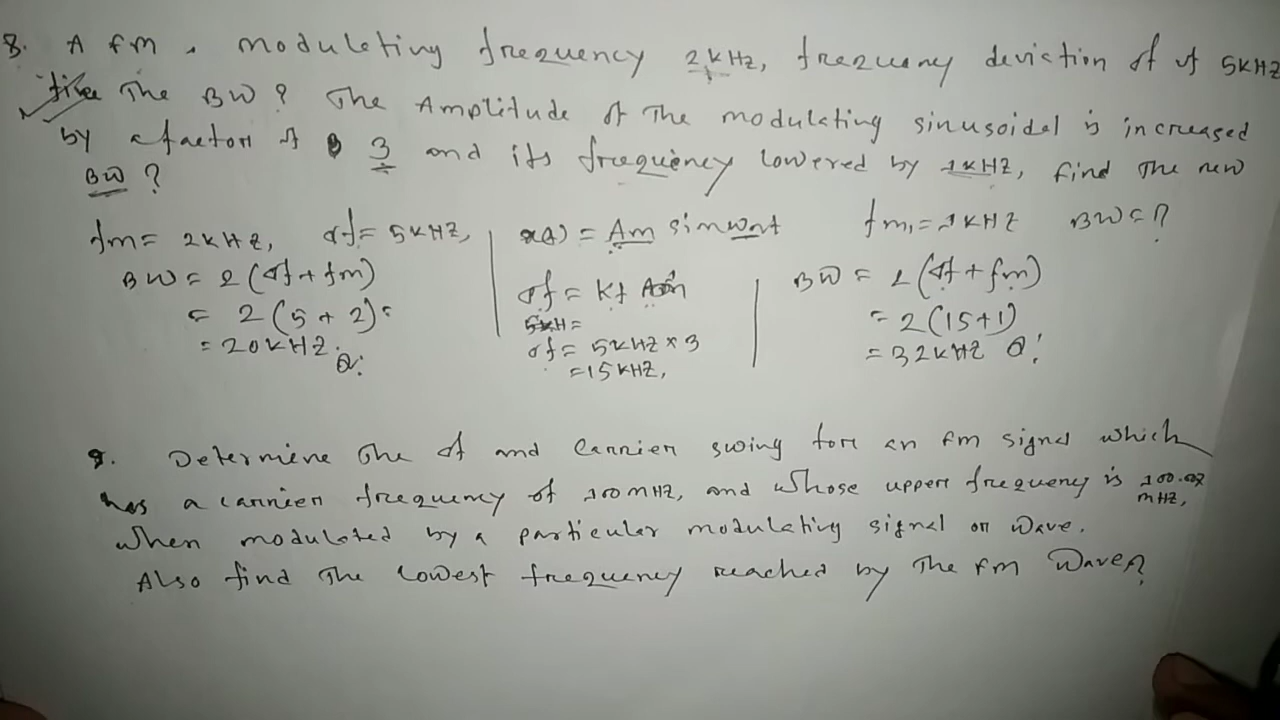 8. A fm . modulating frequency 2kHz, frequency deviation of 5kHz
The BW? The Amplitude of The modulating sinusoidal is increased
by a factor of 3 and its frequency lowered by 1kHz, find The new
BW?
fm = 2kHz, Δf = 5kHz,
BW = 2(Δf + fm)
= 2(5 + 2) =
= 20kHz.
x(t) = Am sinωmt
Δf = Kf Am
5kH =
Δf = 5kHz × 3
= 15kHz,
fm₁ = 1kHz BW = ?
BW = 2(Δf + fm)
= 2(15+1)
= 32kHz
9. Determine The Δf and carrier swing for an fm signal which
has a carrier frequency of 100mHz, and whose upper frequency is 100.007
mHz,
when modulated by a particular modulating signal or wave.
Also find The lowest frequency reached by The fm Wave?